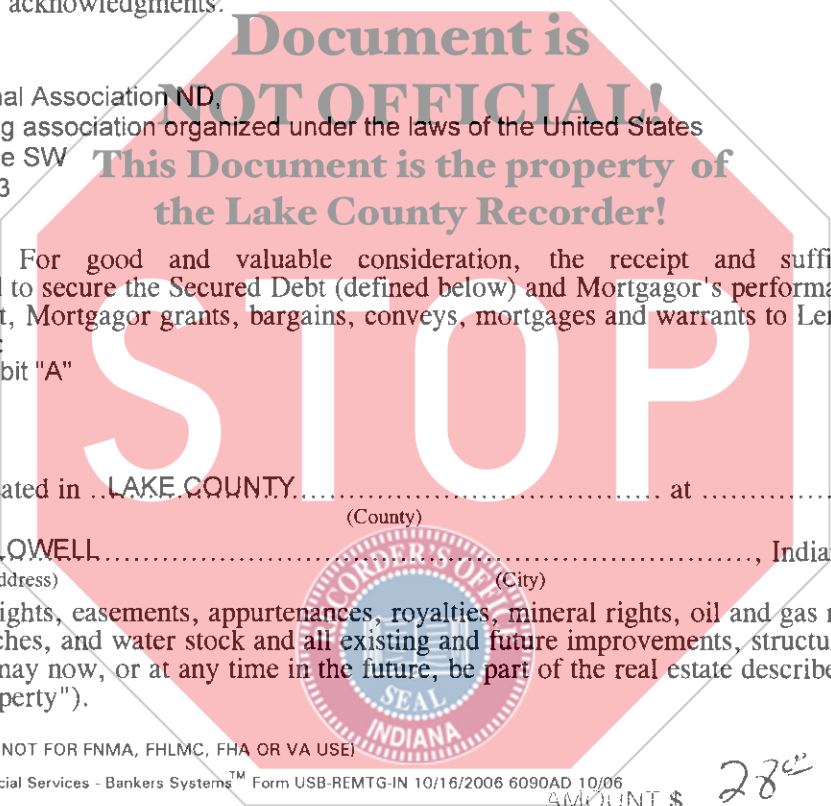 acknowledgments.
Document is
nal Association ND,
NOT OFFICIAL!
g association organized under the laws of the United States
e SW
This Document is the property of
3
the Lake County Recorder!
For good and valuable consideration, the receipt and suffi
l to secure the Secured Debt (defined below) and Mortgagor's performa
t, Mortgagor grants, bargains, conveys, mortgages and warrants to Len
:
bit "A"
STOP
ated in ..LAKE COUNTY.................................................. at ..............
(County)
LOWELL......................................................................., India
ddress) (City)
ights, easements, appurtenances, royalties, mineral rights, oil and gas r
ches, and water stock and all existing and future improvements, structu
may now, or at any time in the future, be part of the real estate describe
perty").
RECORDER'S OFFICE
SEAL
INDIANA
NOT FOR FNMA, FHLMC, FHA OR VA USE)
cial Services - Bankers Systems™ Form USB-REMTG-IN 10/16/2006 6090AD 10/06
AMOUNT $ 28